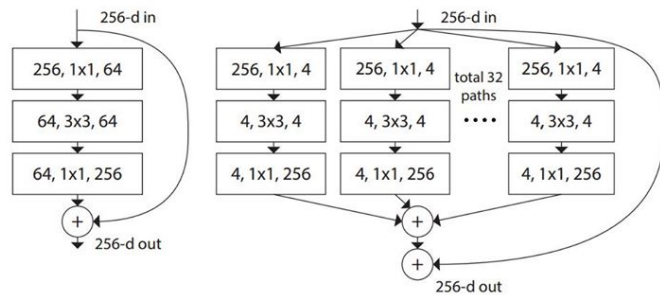 256-d in
256, 1x1, 64
64, 3x3, 64
64, 1x1, 256
+
256-d out
256-d in
256, 1x1, 4
256, 1x1, 4
total 32
paths
256, 1x1, 4
4, 3x3, 4
4, 3x3, 4
....
4, 3x3, 4
4, 1x1, 256
4, 1x1, 256
4, 1x1, 256
+
+
256-d out